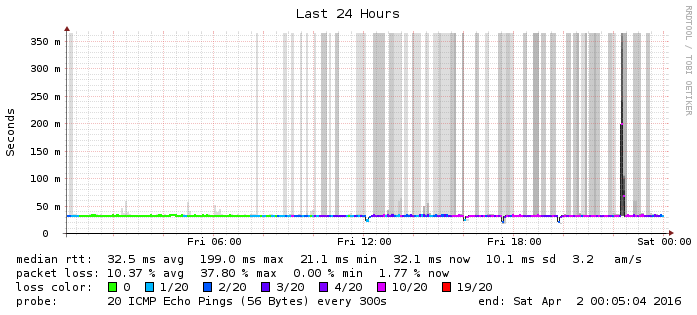 Last 24 Hours
RRDTOOL / TOBI OETIKER
Seconds
350 m
300 m
250 m
200 m
150 m
100 m
50 m
0
Fri 06:00 Fri 12:00 Fri 18:00 Sat 00:00
median rtt: 32.5 ms avg 199.0 ms max 21.1 ms min 32.1 ms now 10.1 ms sd 3.2 am/s
packet loss: 10.37 % avg 37.80 % max 0.00 % min 1.77 % now
loss color: 0 1/20 2/20 3/20 4/20 10/20 19/20
probe: 20 ICMP Echo Pings (56 Bytes) every 300s end: Sat Apr 2 00:05:04 2016